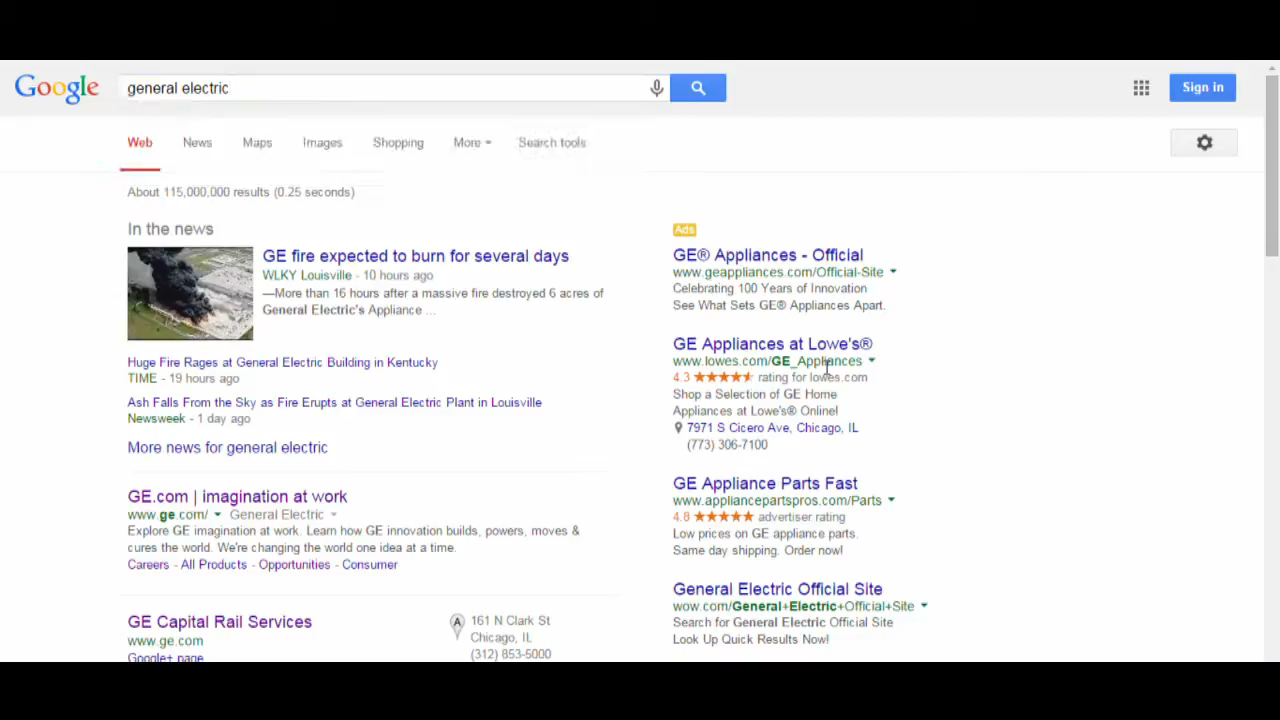 Google
general electric
Sign in
Web News Maps Images Shopping More Search tools
About 115,000,000 results (0.25 seconds)
In the news
GE fire expected to burn for several days
WLKY Louisville - 10 hours ago
—More than 16 hours after a massive fire destroyed 6 acres of
General Electric's Appliance ...
Huge Fire Rages at General Electric Building in Kentucky
TIME - 19 hours ago
Ash Falls From the Sky as Fire Erupts at General Electric Plant in Louisville
Newsweek - 1 day ago
More news for general electric
GE.com | imagination at work
www.ge.com/ General Electric
Explore GE imagination at work. Learn how GE innovation builds, powers, moves &
cures the world. We're changing the world one idea at a time.
Careers - All Products - Opportunities - Consumer
GE Capital Rail Services
www.ge.com
Google+ page
A 161 N Clark St
Chicago, IL
(312) 853-5000
Ads
GE® Appliances - Official
www.geappliances.com/Official-Site
Celebrating 100 Years of Innovation
See What Sets GE® Appliances Apart.
GE Appliances at Lowe's®
www.lowes.com/GE_Appliances
4.3 ★★★★★ rating for lowes.com
Shop a Selection of GE Home
Appliances at Lowe's® Online!
7971 S Cicero Ave, Chicago, IL
(773) 306-7100
GE Appliance Parts Fast
www.appliancepartspros.com/Parts
4.8 ★★★★★ advertiser rating
Low prices on GE appliance parts.
Same day shipping. Order now!
General Electric Official Site
wow.com/General+Electric+Official+Site
Search for General Electric Official Site
Look Up Quick Results Now!